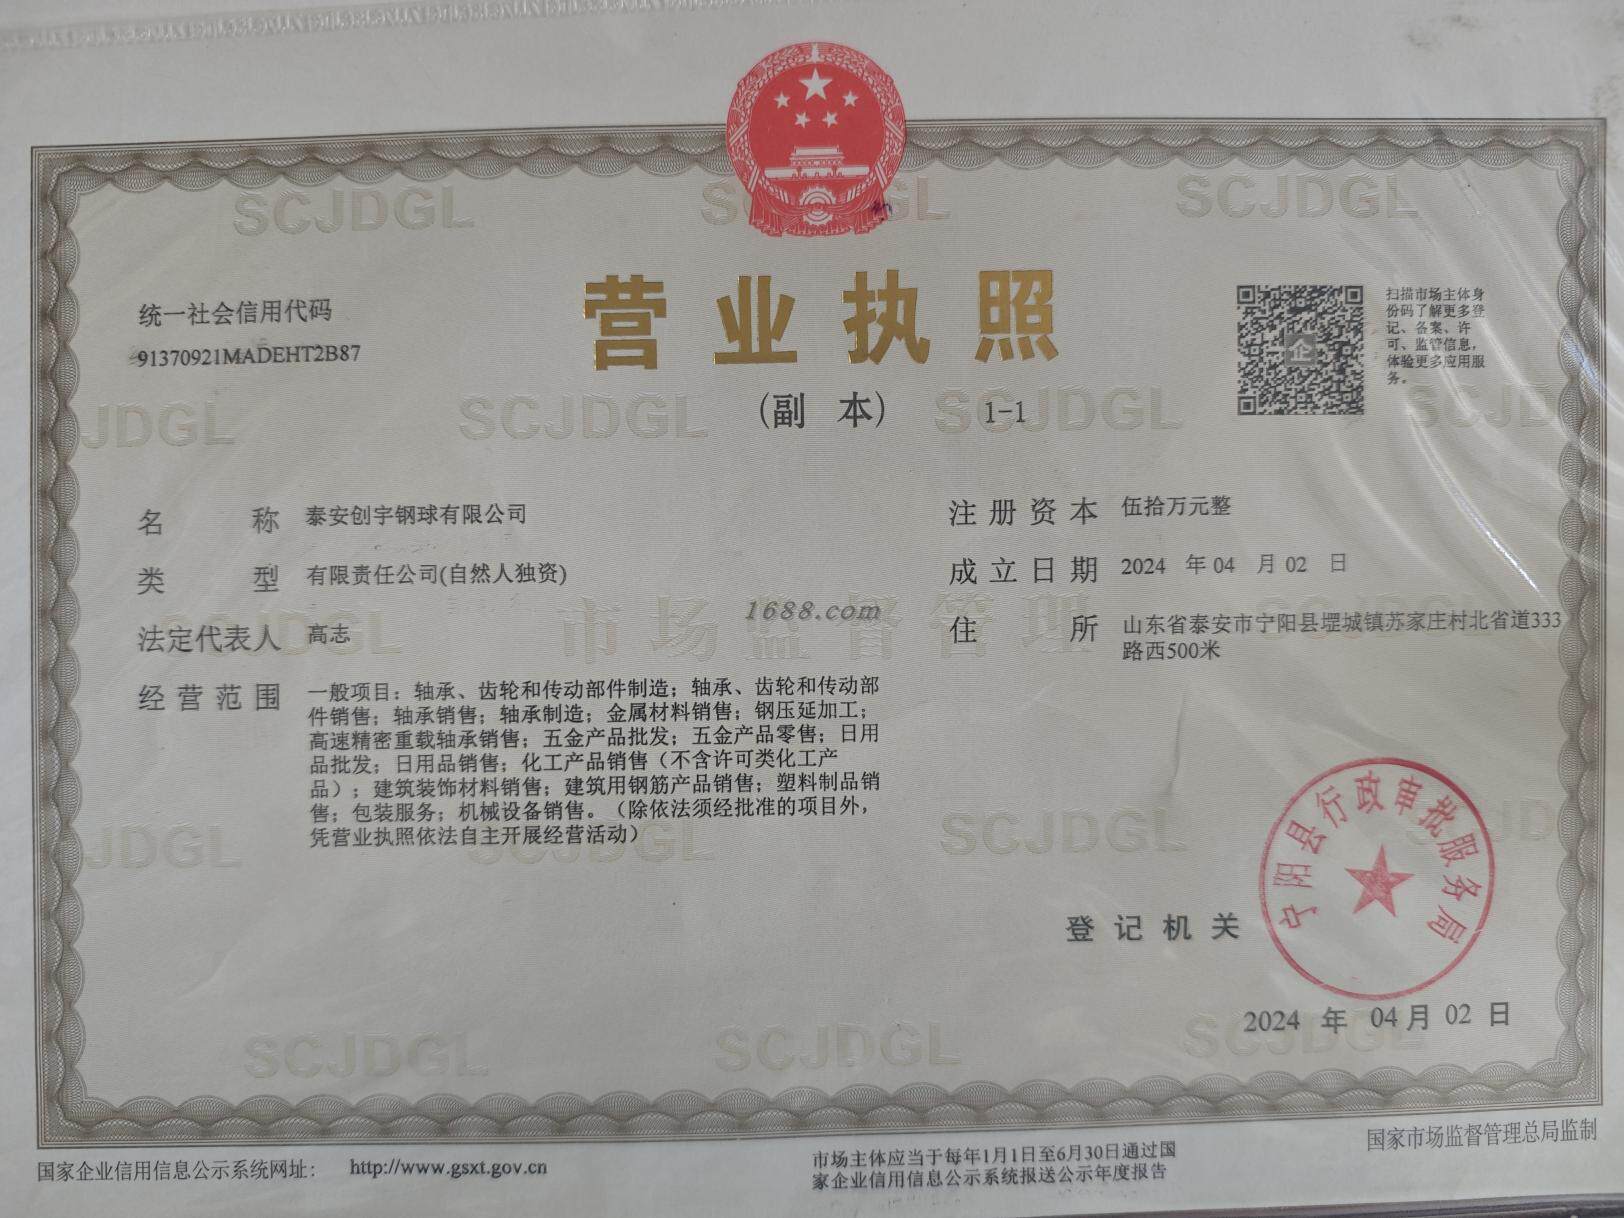 统一社会信用代码
91370921MADEHT2B87
营业执照
(副 本) 1-1
扫描市场主体身
份码了解更多登
记、备案、许
可、监管信息,
体验更多应用服
务。
名称 泰安创宇钢球有限公司
类型 有限责任公司(自然人独资)
法定代表人 高志
经营范围 一般项目：轴承、齿轮和传动部件制造；轴承、齿轮和传动部
件销售；轴承销售；轴承制造；金属材料销售；钢压延加工；
高速精密重载轴承销售；五金产品批发；五金产品零售；日用
品批发；日用品销售；化工产品销售（不含许可类化工产
品）；建筑装饰材料销售；建筑用钢筋产品销售；塑料制品销
售；包装服务；机械设备销售。（除依法须经批准的项目外，
凭营业执照依法自主开展经营活动）
注册资本 伍拾万元整
成立日期 2024 年 04 月 02 日
住所 山东省泰安市宁阳县堽城镇苏家庄村北省道333
路西500米
1688.com
市场监督管理
SCJDGL
SCJDGL
SCJDGL
SCJDGL
SCJDGL
SCJDGL
SCJDGL
SCJDGL
登记机关
宁阳县行政审批服务局
2024 年 04 月 02 日
国家企业信用信息公示系统网址： http://www.gsxt.gov.cn
市场主体应当于每年1月1日至6月30日通过国
家企业信用信息公示系统报送公示年度报告
国家市场监督管理总局监制